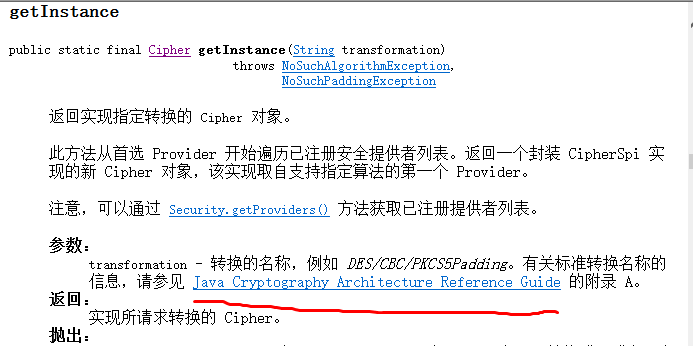 getInstance
public static final Cipher getInstance(String transformation)
throws NoSuchAlgorithmException,
NoSuchPaddingException
返回实现指定转换的 Cipher 对象。
此方法从首选 Provider 开始遍历已注册安全提供者列表。返回一个封装 CipherSpi 实
现的新 Cipher 对象，该实现取自支持指定算法的第一个 Provider。
注意，可以通过 Security.getProviders() 方法获取已注册提供者列表。
参数：
transformation - 转换的名称，例如 DES/CBC/PKCS5Padding。有关标准转换名称的
信息，请参见 Java Cryptography Architecture Reference Guide 的附录 A。
返回：
实现所请求转换的 Cipher。
抛出：